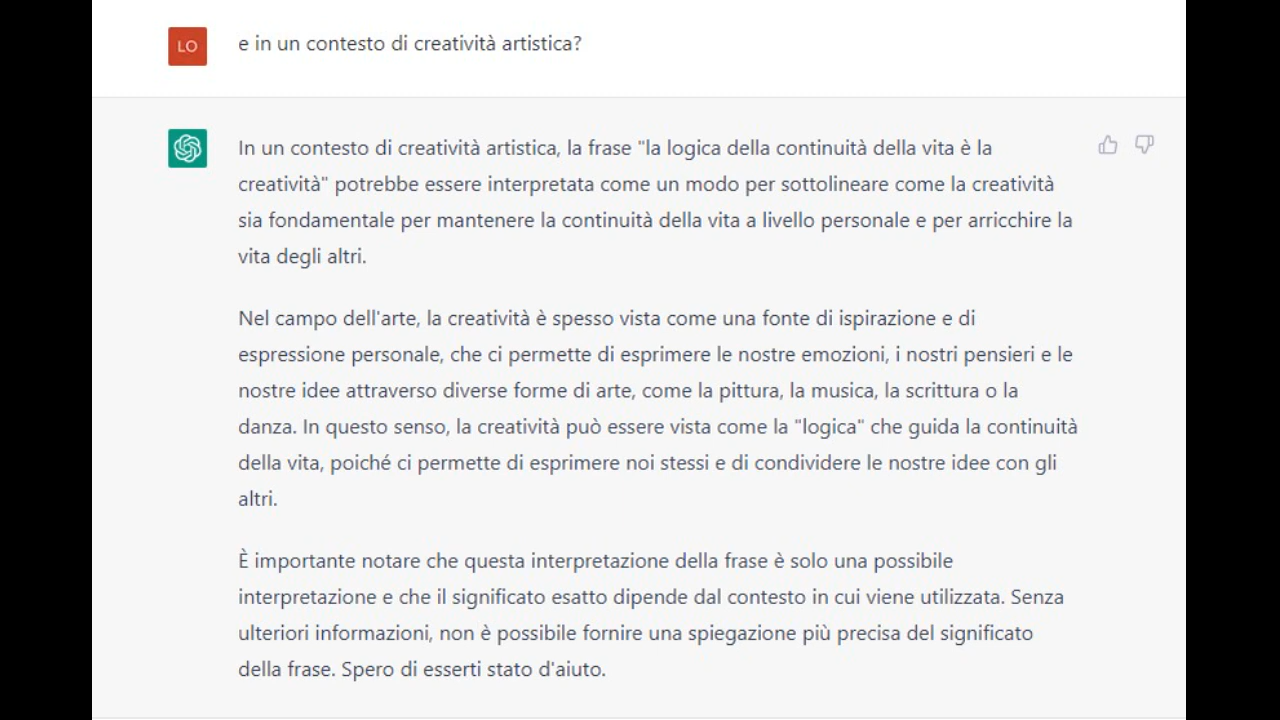 LO
e in un contesto di creatività artistica?
In un contesto di creatività artistica, la frase "la logica della continuità della vita è la
creatività" potrebbe essere interpretata come un modo per sottolineare come la creatività
sia fondamentale per mantenere la continuità della vita a livello personale e per arricchire la
vita degli altri.
Nel campo dell'arte, la creatività è spesso vista come una fonte di ispirazione e di
espressione personale, che ci permette di esprimere le nostre emozioni, i nostri pensieri e le
nostre idee attraverso diverse forme di arte, come la pittura, la musica, la scrittura o la
danza. In questo senso, la creatività può essere vista come la "logica" che guida la continuità
della vita, poiché ci permette di esprimere noi stessi e di condividere le nostre idee con gli
altri.
È importante notare che questa interpretazione della frase è solo una possibile
interpretazione e che il significato esatto dipende dal contesto in cui viene utilizzata. Senza
ulteriori informazioni, non è possibile fornire una spiegazione più precisa del significato
della frase. Spero di esserti stato d'aiuto.